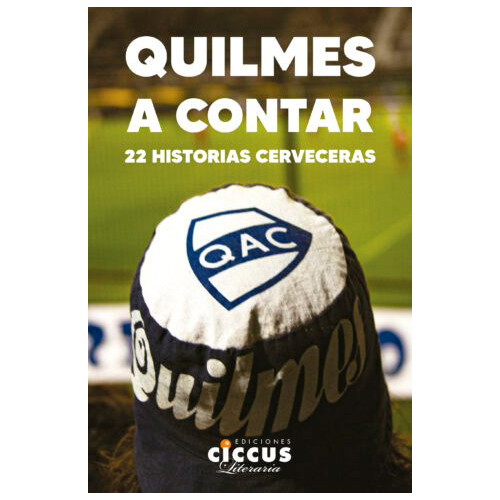 QUILMES
A CONTAR
22 HISTORIAS CERVECERAS
QAC
Quilmes
EDICIONES
CICCUS
Literaria